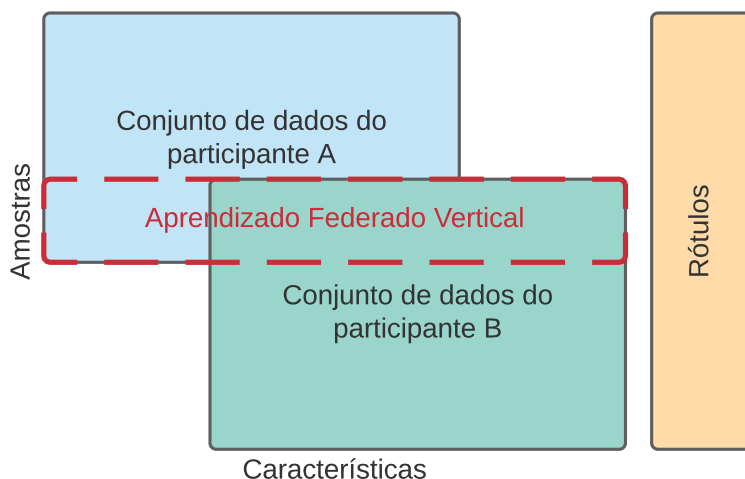 Conjunto de dados do
participante A
Aprendizado Federado Vertical
Conjunto de dados do
participante B
Amostras
Características
Rótulos